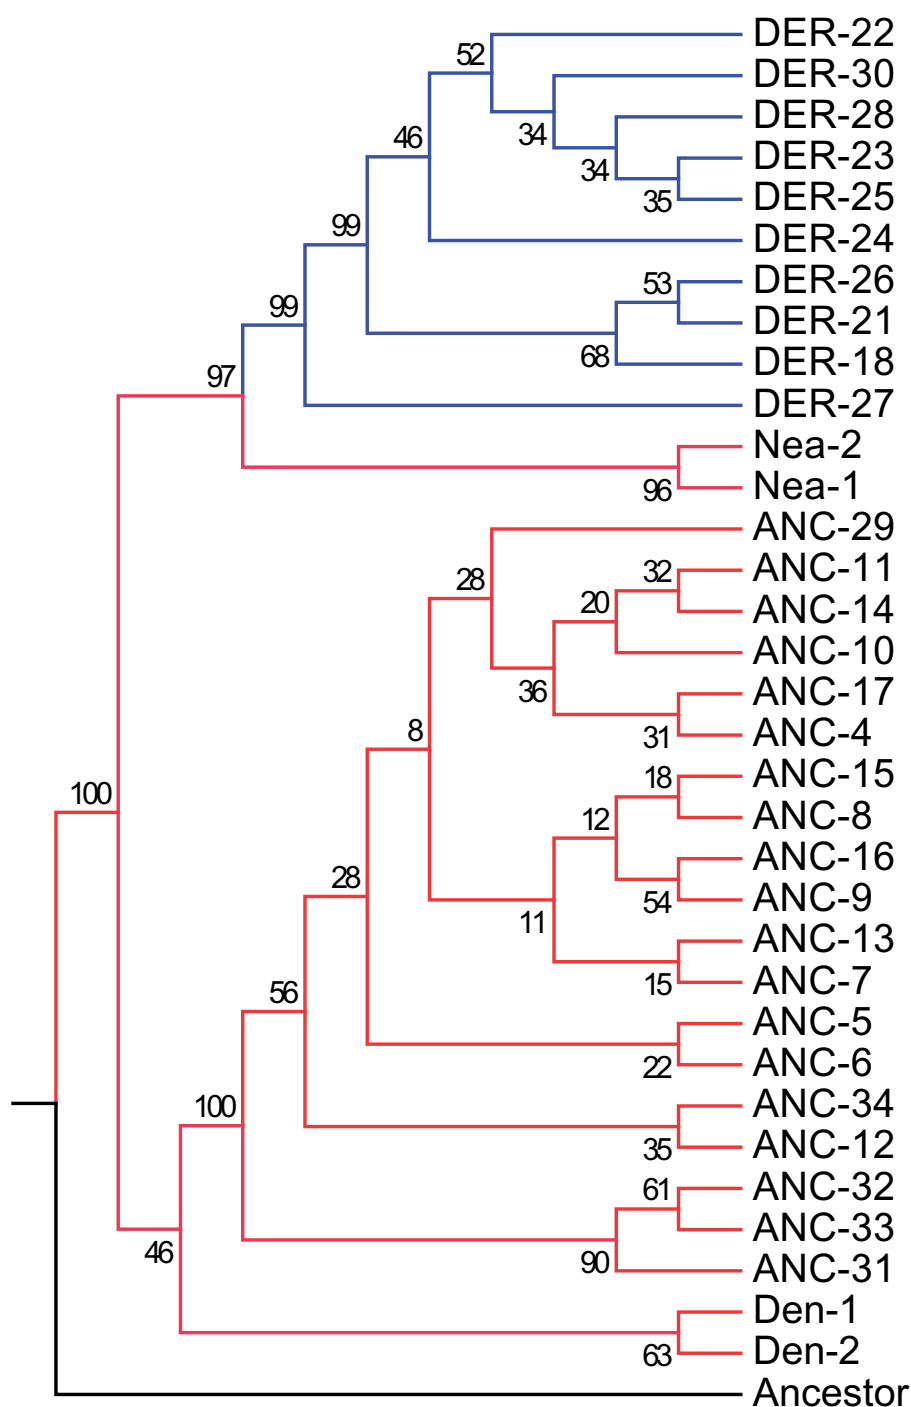 DER-22
52
DER-30
DER-28
34
46
DER-23
34
DER-25
35
99
DER-24
53
DER-26
99
DER-21
68
DER-18
97
DER-27
Nea-2
96
Nea-1
ANC-29
28
32
ANC-11
20
ANC-14
ANC-10
36
ANC-17
8
31
ANC-4
18
ANC-15
100
12
ANC-8
ANC-16
28
54
ANC-9
11
ANC-13
15
ANC-7
56
ANC-5
22
ANC-6
100
ANC-34
35
ANC-12
61
ANC-32
ANC-33
46
90
ANC-31
Den-1
63
Den-2
Ancestor